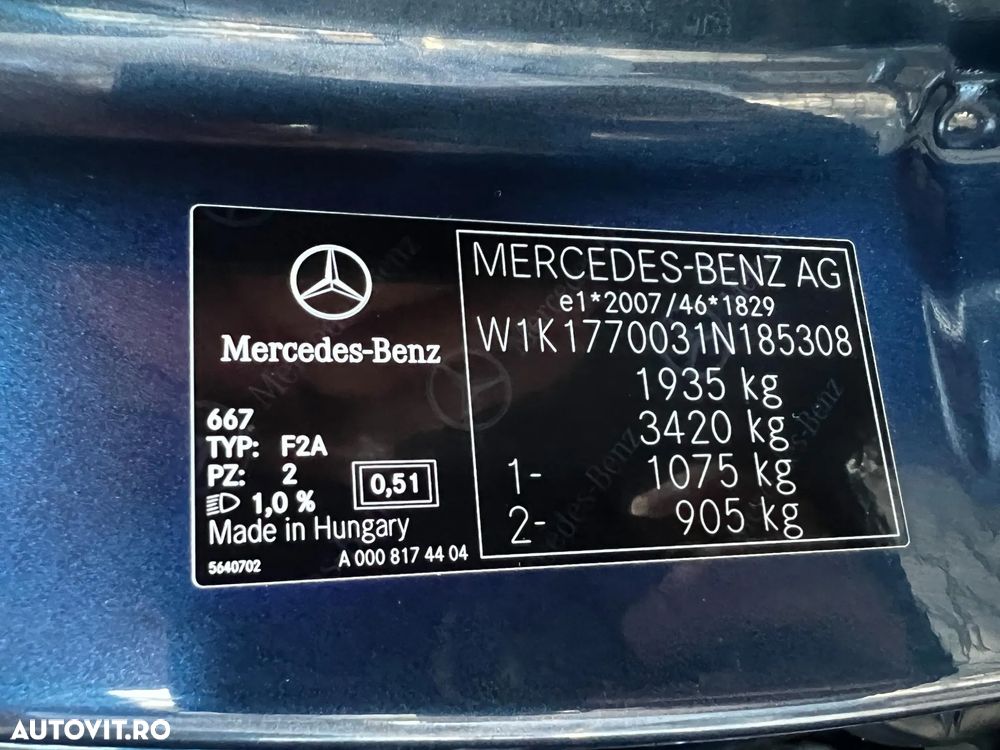 Mercedes-Benz
667
TYP: F2A
PZ: 2
1,0 %
0,51
Made in Hungary
5640702
A 000 817 44 04
MERCEDES-BENZ AG
e1*2007/46*1829
W1K1770031N185308
1935 kg
3420 kg
1- 1075 kg
2- 905 kg
AUTOVIT.RO